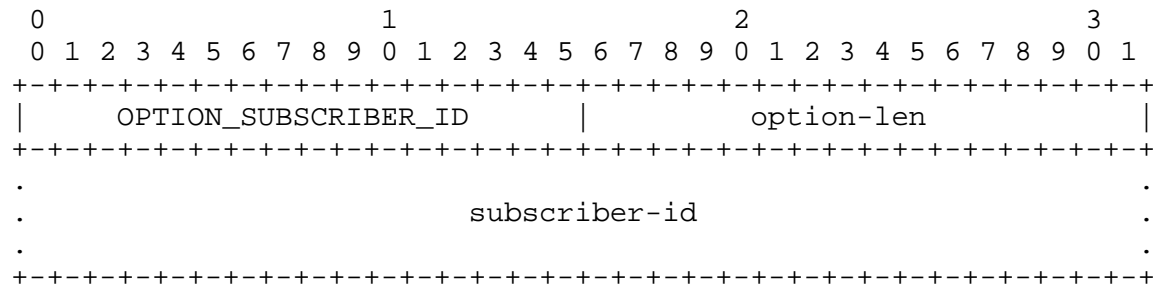 0                   1                   2                   3
 0 1 2 3 4 5 6 7 8 9 0 1 2 3 4 5 6 7 8 9 0 1 2 3 4 5 6 7 8 9 0 1
+-+-+-+-+-+-+-+-+-+-+-+-+-+-+-+-+-+-+-+-+-+-+-+-+-+-+-+-+-+-+-+-+
|     OPTION_SUBSCRIBER_ID      |         option-len            |
+-+-+-+-+-+-+-+-+-+-+-+-+-+-+-+-+-+-+-+-+-+-+-+-+-+-+-+-+-+-+-+-+
.                                                               .
.                         subscriber-id                         .
.                                                               .
+-+-+-+-+-+-+-+-+-+-+-+-+-+-+-+-+-+-+-+-+-+-+-+-+-+-+-+-+-+-+-+-+